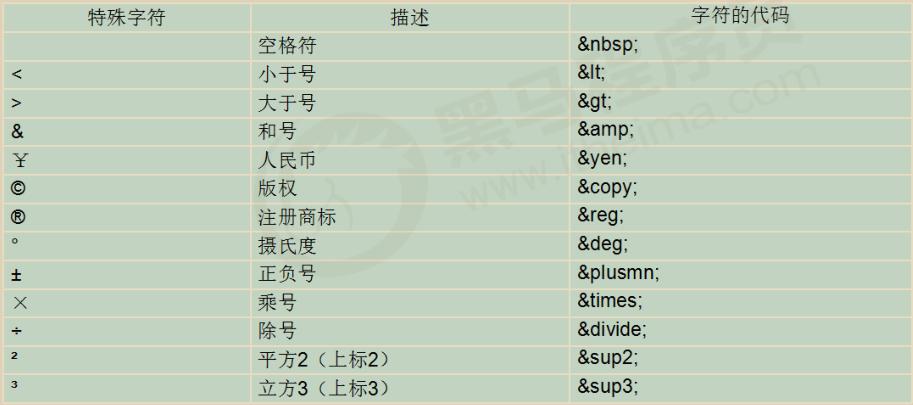 特殊字符 描述 字符的代码
空格符 &nbsp;
< 小于号 &lt;
> 大于号 &gt;
& 和号 &amp;
￥ 人民币 &yen;
© 版权 &copy;
® 注册商标 &reg;
° 摄氏度 &deg;
± 正负号 &plusmn;
× 乘号 &times;
÷ 除号 &divide;
² 平方2（上标2） &sup2;
³ 立方3（上标3） &sup3;
黑马程序员
www.itheima.com